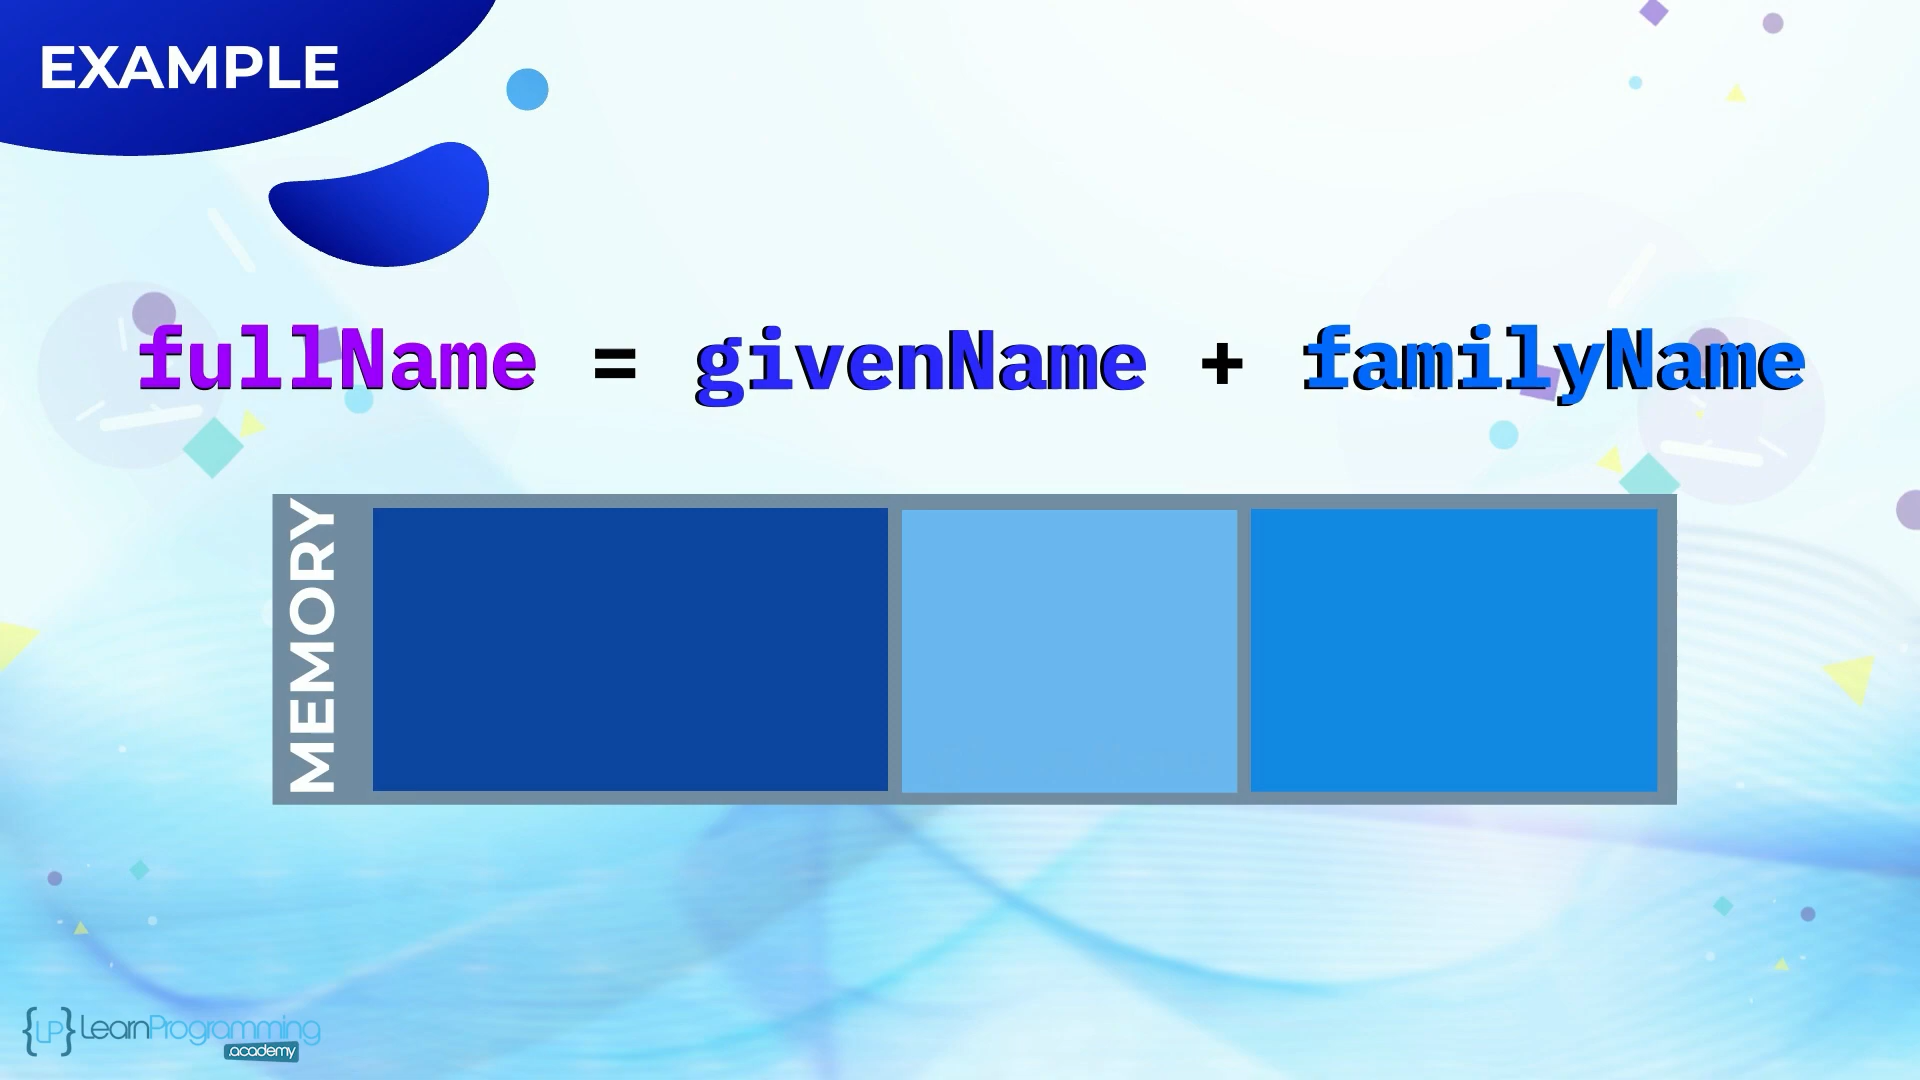 EXAMPLE
fullName = givenName + familyName
MEMORY
{LP} LearnProgramming
.academy